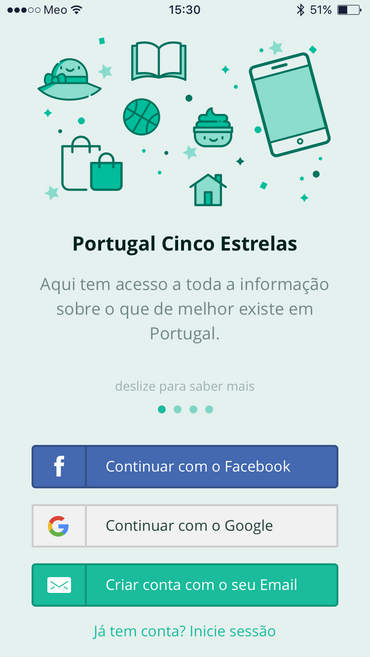 Meo 15:30 51%
Portugal Cinco Estrelas
Aqui tem acesso a toda a informação
sobre o que de melhor existe em
Portugal.
deslize para saber mais
Continuar com o Facebook
Continuar com o Google
Criar conta com o seu Email
Já tem conta? Inicie sessão